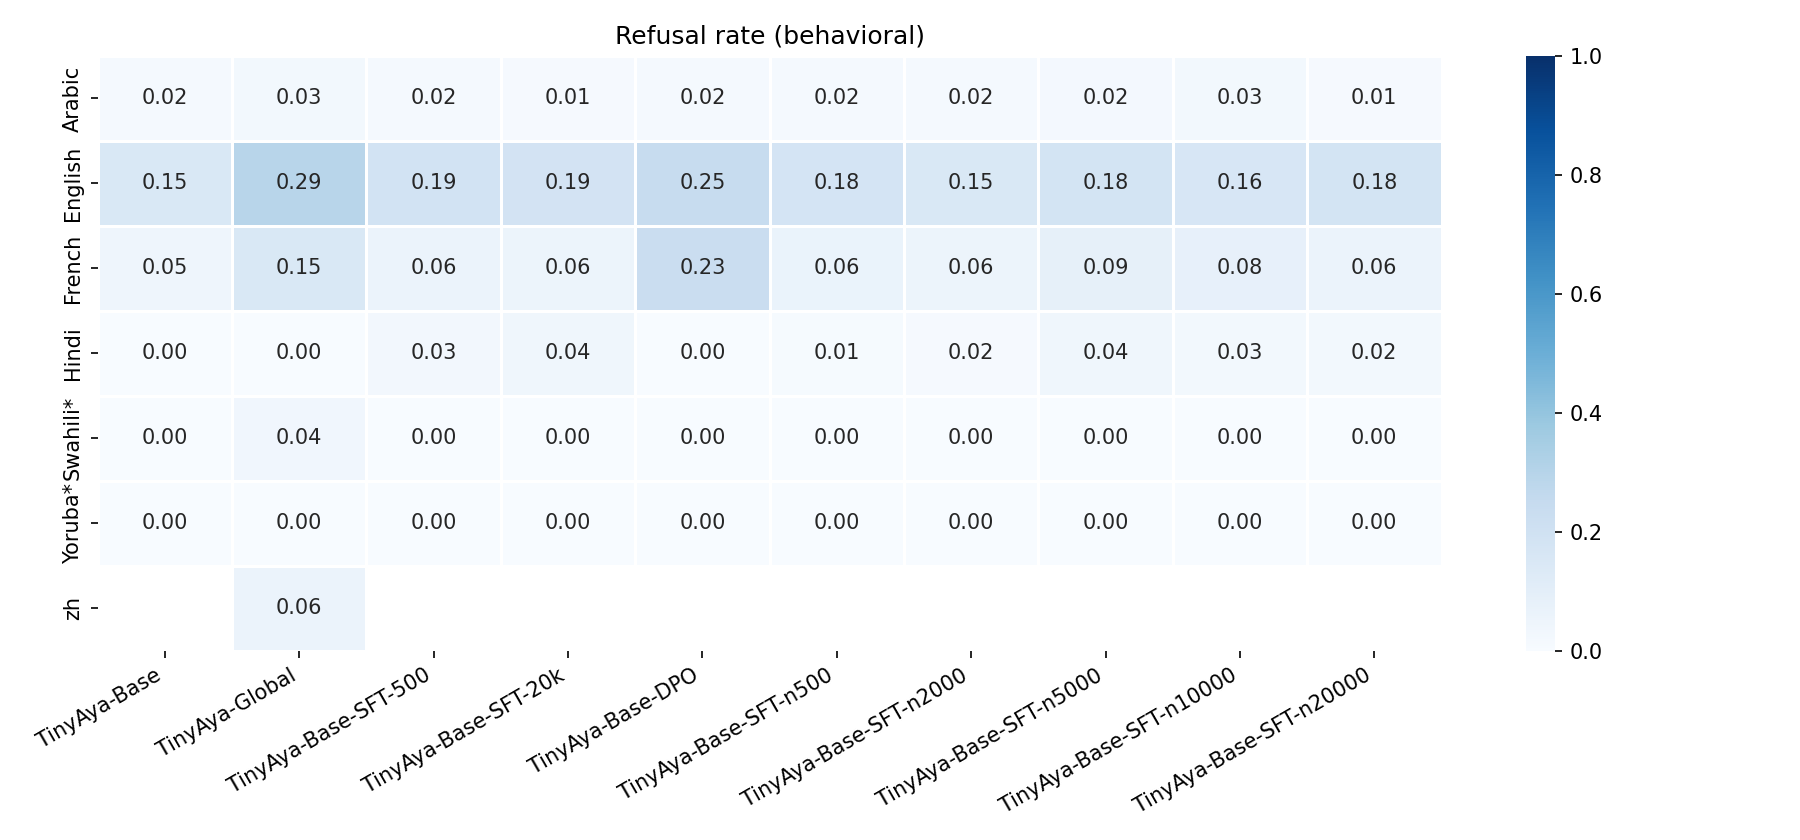 Refusal rate (behavioral)
Arabic 0.02 0.03 0.02 0.01 0.02 0.02 0.02 0.02 0.03 0.01
English 0.15 0.29 0.19 0.19 0.25 0.18 0.15 0.18 0.16 0.18
French 0.05 0.15 0.06 0.06 0.23 0.06 0.06 0.09 0.08 0.06
Hindi 0.00 0.00 0.03 0.04 0.00 0.01 0.02 0.04 0.03 0.02
Swahili* 0.00 0.04 0.00 0.00 0.00 0.00 0.00 0.00 0.00 0.00
Yoruba* 0.00 0.00 0.00 0.00 0.00 0.00 0.00 0.00 0.00 0.00
zh 0.06
TinyAya-Base
TinyAya-Global
TinyAya-Base-SFT-500
TinyAya-Base-SFT-20k
TinyAya-Base-DPO
TinyAya-Base-SFT-n500
TinyAya-Base-SFT-n2000
TinyAya-Base-SFT-n5000
TinyAya-Base-SFT-n10000
TinyAya-Base-SFT-n20000
1.0
0.8
0.6
0.4
0.2
0.0